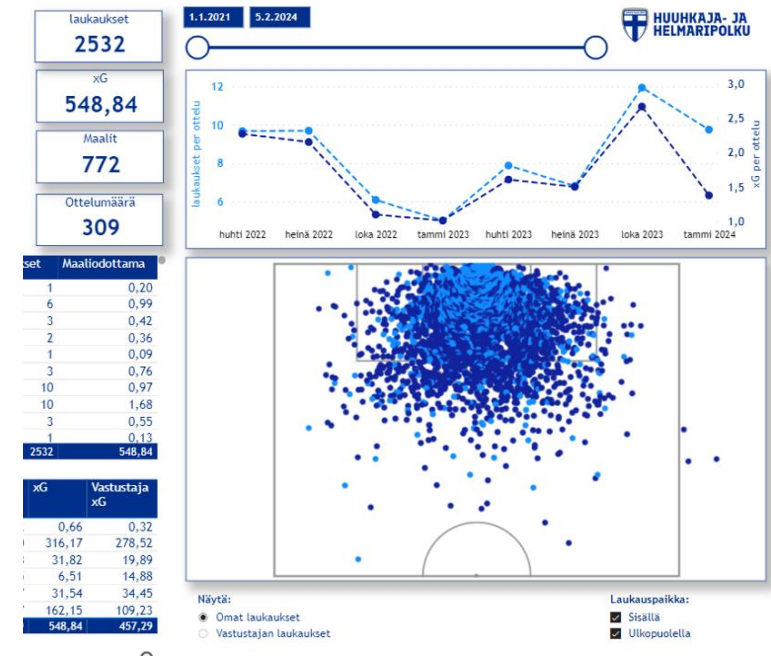 laukaukset
2532
xG
548,84
Maalit
772
Ottelumäärä
309
1.1.2021
5.2.2024
HUUHKAJA- JA
HELMARIPOLKU
laukaukset per ottelu
12
10
8
6
3,0
2,5
2,0
1,5
1,0
xG per ottelu
huhti 2022 heinä 2022 loka 2022 tammi 2023 huhti 2023 heinä 2023 loka 2023 tammi 2024
set Maaliodottama
1 0,20
6 0,99
3 0,42
2 0,36
1 0,09
3 0,76
10 0,97
10 1,68
3 0,55
1 0,13
2532 548,84
xG Vastustaja
xG
0,66 0,32
316,17 278,52
31,82 19,89
6,51 14,88
31,54 34,45
162,15 109,23
548,84 457,29
Näytä:
Omat laukaukset
Vastustajan laukaukset
Laukauspaikka:
Sisällä
Ulkopuolella